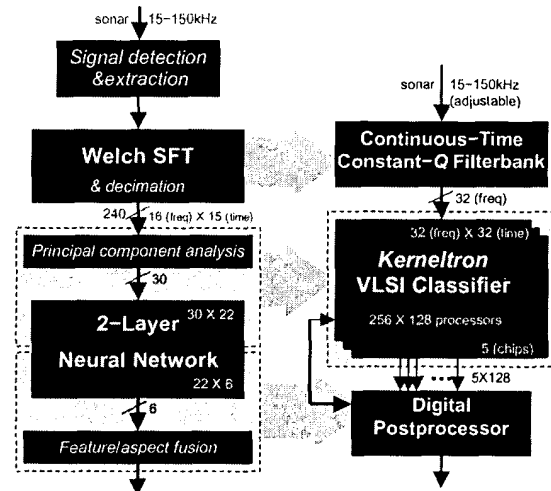 sonar 15-150kHz
Signal detection
&extraction
Welch SFT
& decimation
240 16 (freq) X 15 (time)
Principal component analysis
30
2-Layer 30 X 22
Neural Network
22 X 6
6
Feature/aspect fusion
sonar 15-150kHz
(adjustable)
Continuous-Time
Constant-Q Filterbank
32 (freq)
32 (freq) X 32 (time)
Kerneltron
VLSI Classifier
256 X 128 processors
5 (chips)
5X128
Digital
Postprocessor